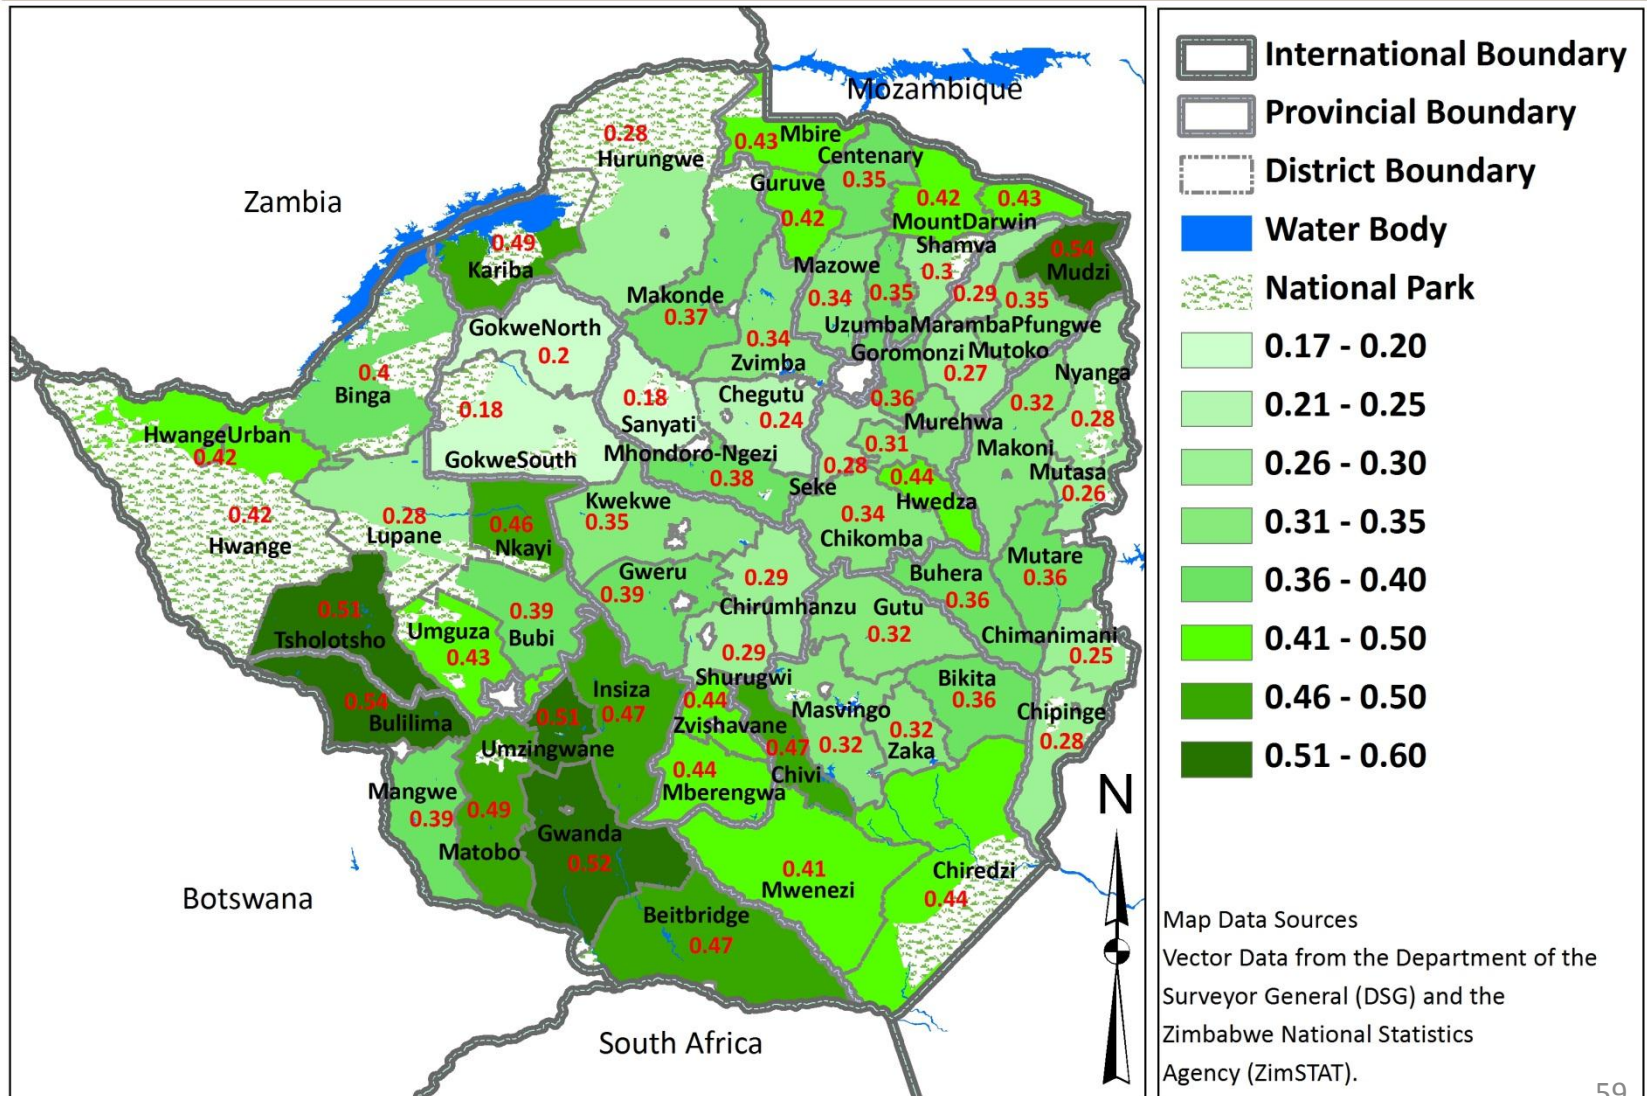 Mozambique
0.28
Hurungwe
0.43 Mbire
Centenary
0.35
Zambia
Guruve
0.42
0.42
MountDarwin
0.43
0.49
Kariba
Shamva
0.3
0.54
Mudzi
Mazowe
0.34
0.35
0.29
0.35
Makonde
0.37
UzumbaMarambaPfungwe
GokweNorth
0.2
0.34
Zvimba
Goromonzi
Mutoko
0.27
Nyanga
0.4
Binga
0.18
0.18
Sanyati
Chegutu
0.24
0.36
Murehwa
0.32
0.28
HwangeUrban
0.42
GokweSouth
Mhondoro-Ngezi
0.38
0.31
0.28
Seke
Makoni
Mutasa
0.26
0.44
Hwedza
0.42
Hwange
0.28
Lupane
0.46
Nkayi
Kwekwe
0.35
0.34
Chikomba
Mutare
0.36
Gweru
0.39
0.29
Chirumhanzu
Buhera
0.36
Gutu
0.32
0.51
Tsholotsho
Umguza
0.43
0.39
Bubi
Chimanimani
0.25
0.29
Shurugwi
0.54
Bulilima
0.51
Umzingwane
Insiza
0.47
0.44
Zvishavane
Masvingo
0.32
0.32
Zaka
Bikita
0.36
Chipinge
0.28
0.47
Chivi
0.44
Mberengwa
Mangwe
0.39
0.49
Matobo
Gwanda
0.52
0.41
Mwenezi
Chiredzi
0.44
Botswana
Beitbridge
0.47
South Africa
N
International Boundary
Provincial Boundary
District Boundary
Water Body
National Park
0.17 - 0.20
0.21 - 0.25
0.26 - 0.30
0.31 - 0.35
0.36 - 0.40
0.41 - 0.50
0.46 - 0.50
0.51 - 0.60
Map Data Sources
Vector Data from the Department of the
Surveyor General (DSG) and the
Zimbabwe National Statistics
Agency (ZimSTAT).
59